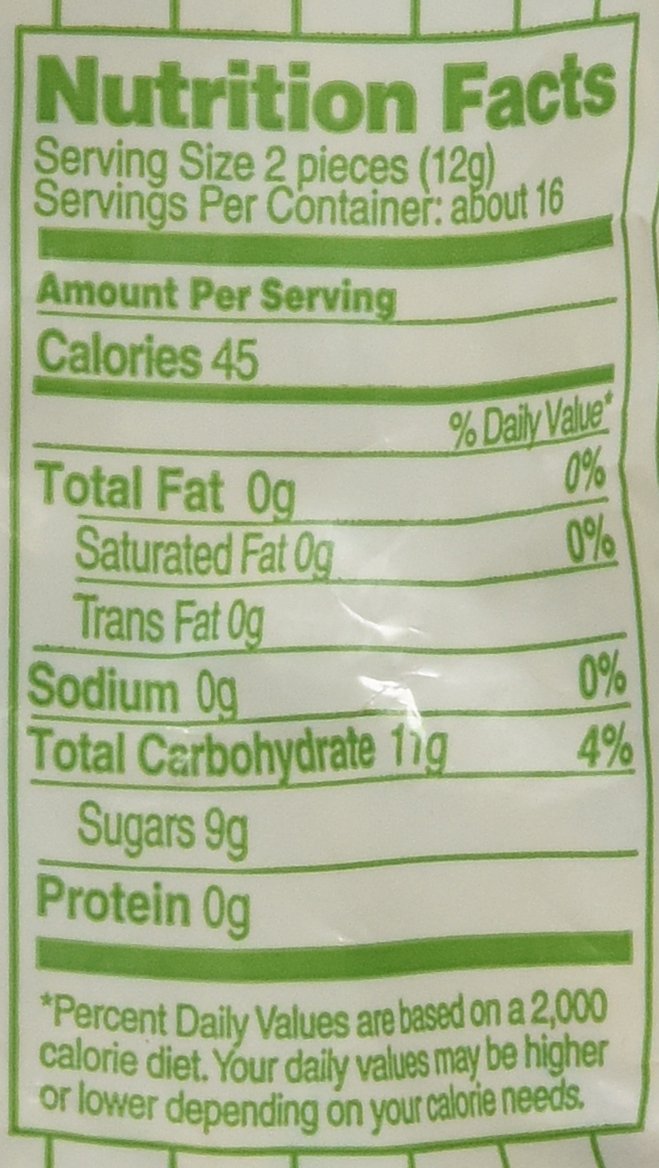 Nutrition Facts
Serving Size 2 pieces (12g)
Servings Per Container: about 16
Amount Per Serving
Calories 45
% Daily Value*
Total Fat 0g 0%
Saturated Fat 0g 0%
Trans Fat 0g
Sodium 0g 0%
Total Carbohydrate 11g 4%
Sugars 9g
Protein 0g
*Percent Daily Values are based on a 2,000
calorie diet. Your daily values may be higher
or lower depending on your calorie needs.